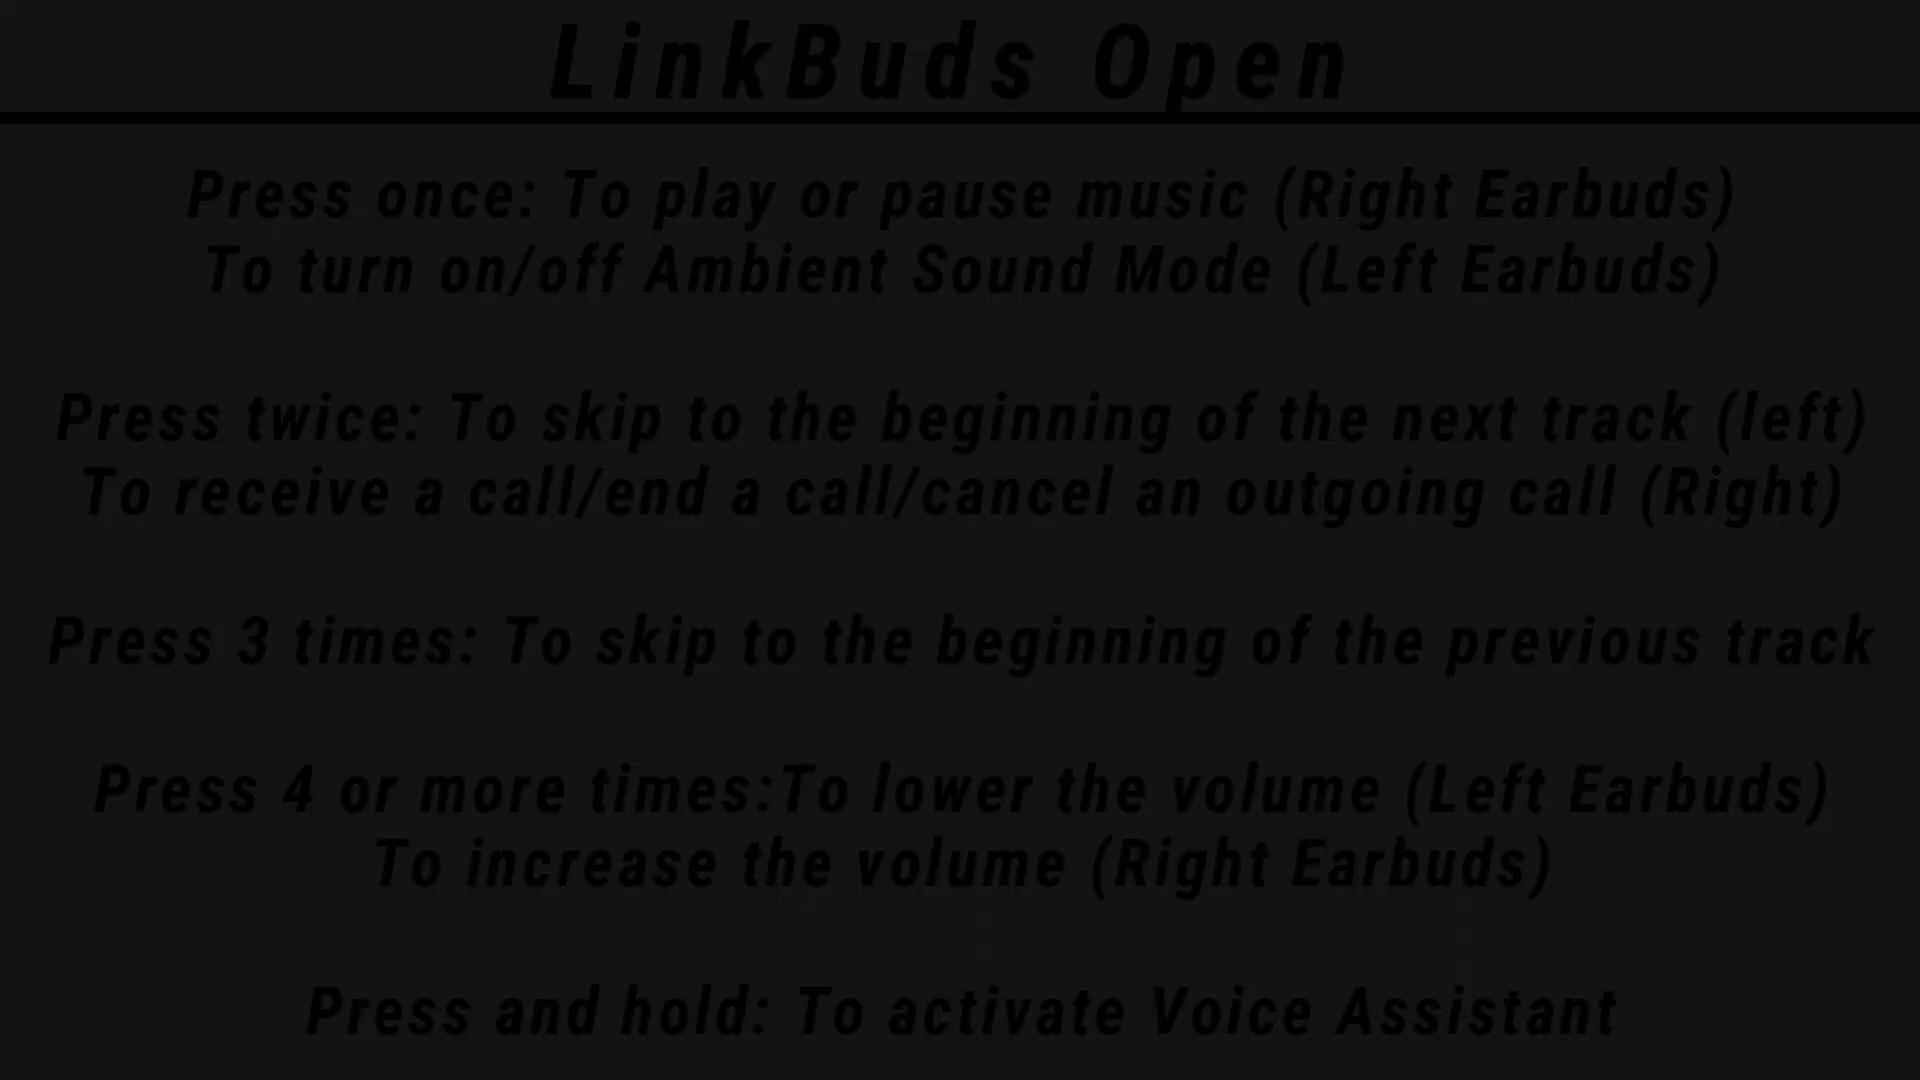 LinkBuds Open
Press once: To play or pause music (Right Earbuds)
To turn on/off Ambient Sound Mode (Left Earbuds)
Press twice: To skip to the beginning of the next track (left)
To receive a call/end a call/cancel an outgoing call (Right)
Press 3 times: To skip to the beginning of the previous track
Press 4 or more times:To lower the volume (Left Earbuds)
To increase the volume (Right Earbuds)
Press and hold: To activate Voice Assistant